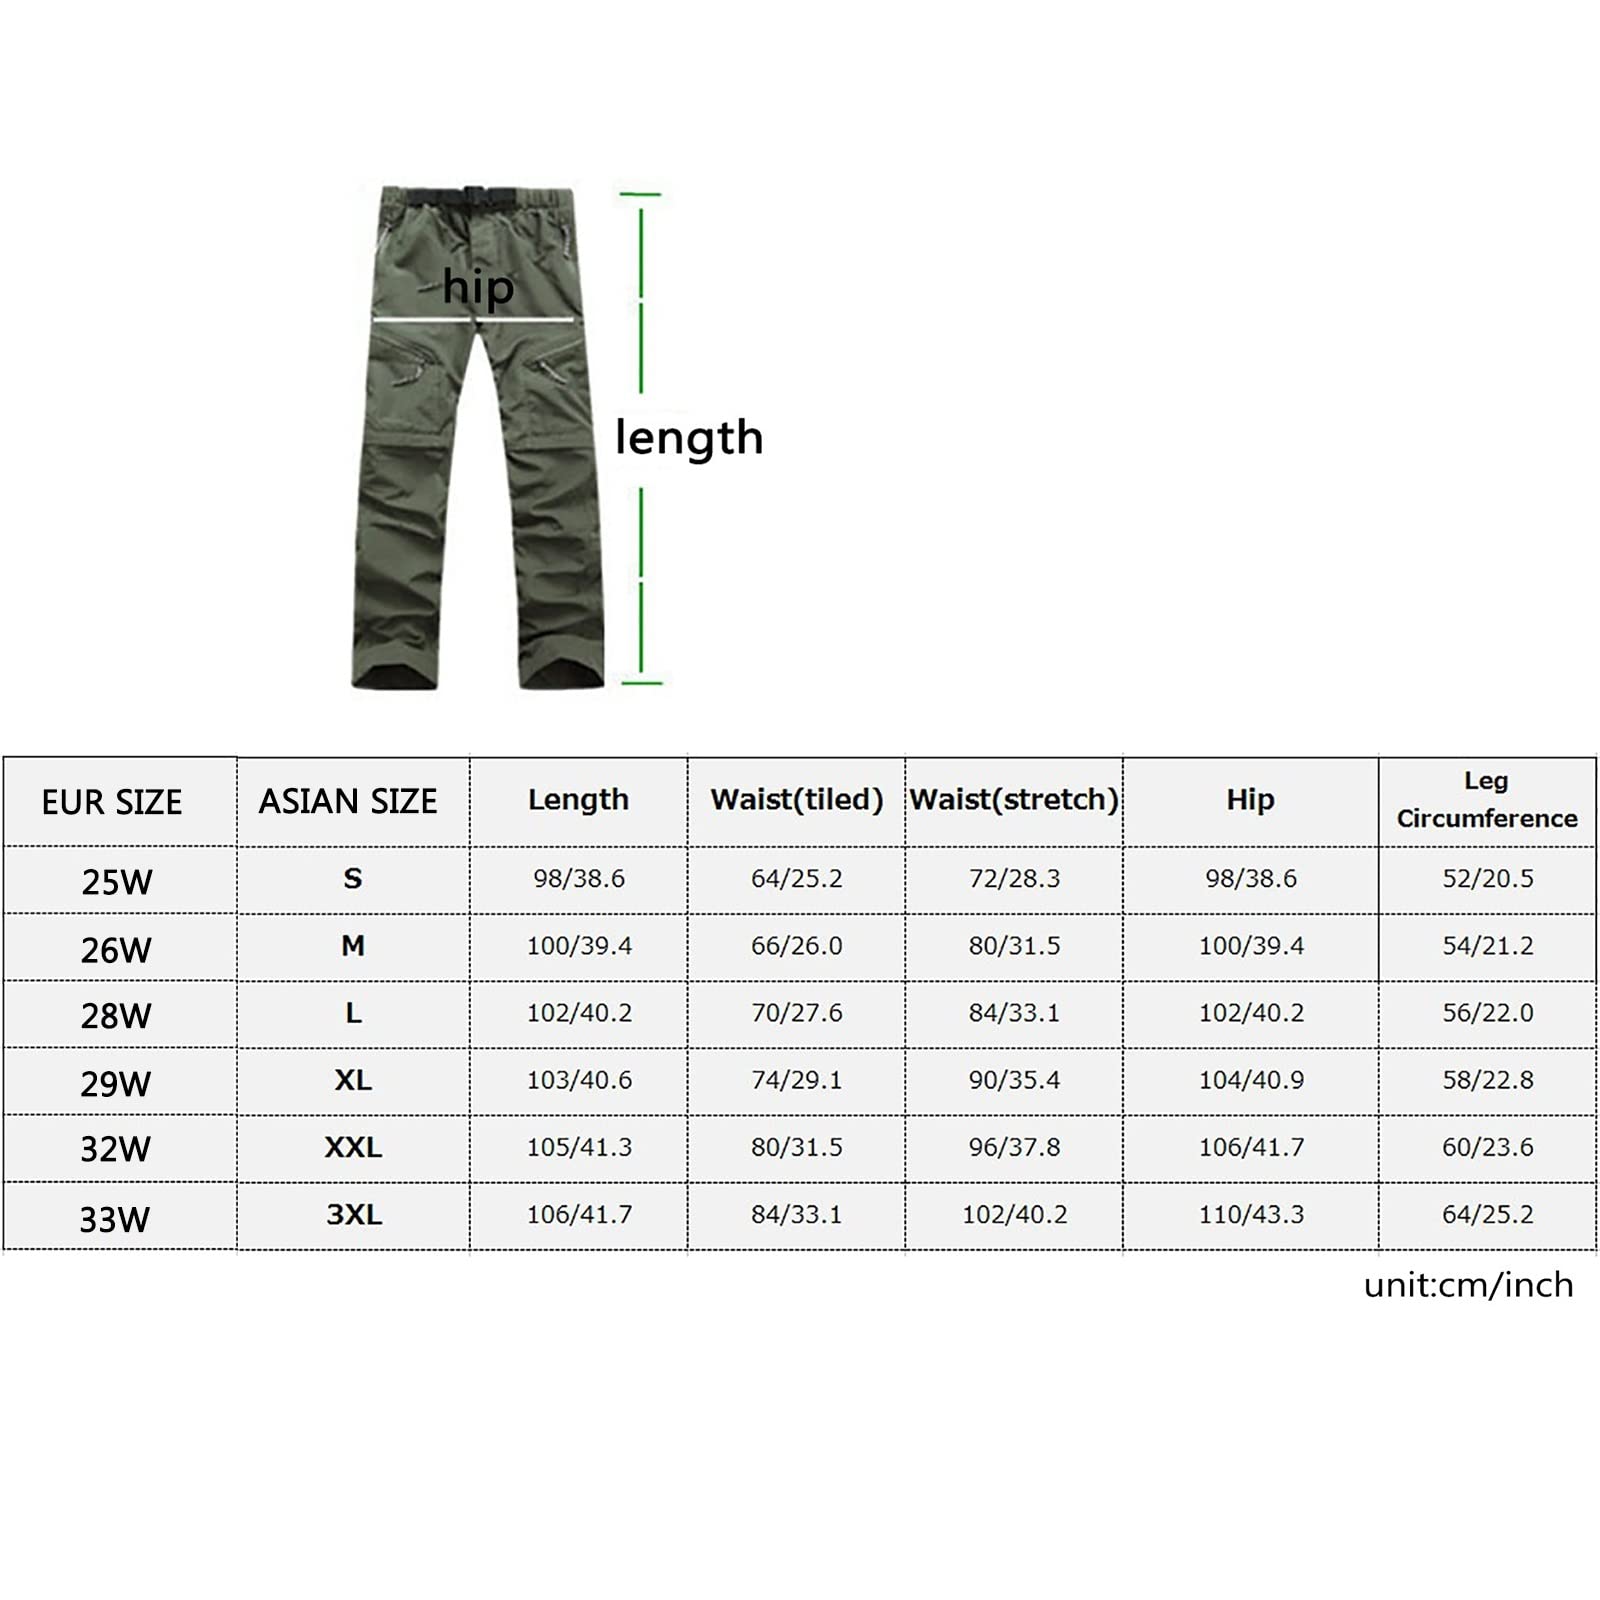 hip
length
EUR SIZE ASIAN SIZE Length Waist(tiled) Waist(stretch) Hip Leg Circumference
25W S 98/38.6 64/25.2 72/28.3 98/38.6 52/20.5
26W M 100/39.4 66/26.0 80/31.5 100/39.4 54/21.2
28W L 102/40.2 70/27.6 84/33.1 102/40.2 56/22.0
29W XL 103/40.6 74/29.1 90/35.4 104/40.9 58/22.8
32W XXL 105/41.3 80/31.5 96/37.8 106/41.7 60/23.6
33W 3XL 106/41.7 84/33.1 102/40.2 110/43.3 64/25.2
unit:cm/inch